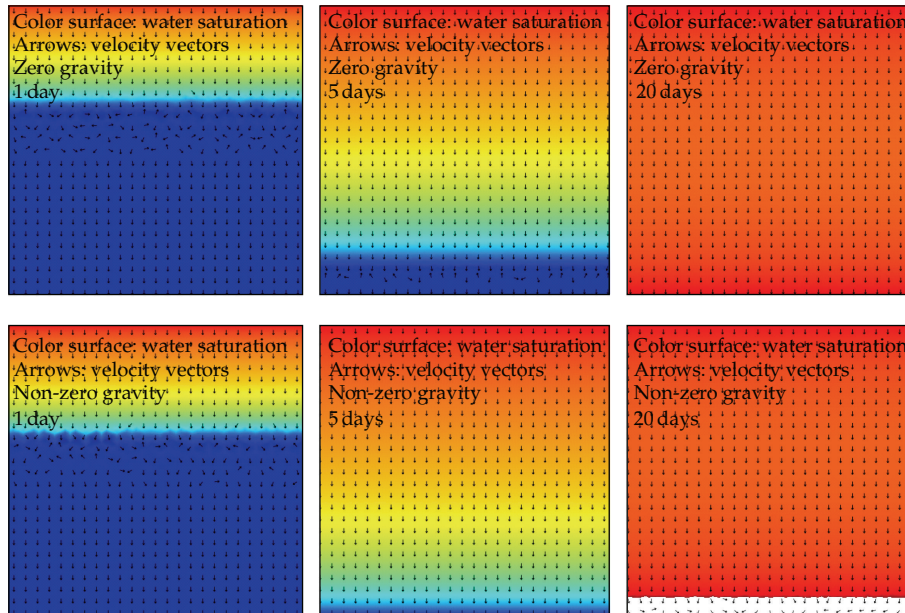 Color surface: water saturation
Arrows: velocity vectors
Zero gravity
1 day
Color surface: water saturation
Arrows: velocity vectors
Zero gravity
5 days
Color surface: water saturation
Arrows: velocity vectors
Zero gravity
20 days
Color surface: water saturation
Arrows: velocity vectors
Non-zero gravity
1 day
Color surface: water saturation
Arrows: velocity vectors
Non-zero gravity
5 days
Color surface: water saturation
Arrows: velocity vectors
Non-zero gravity
20 days